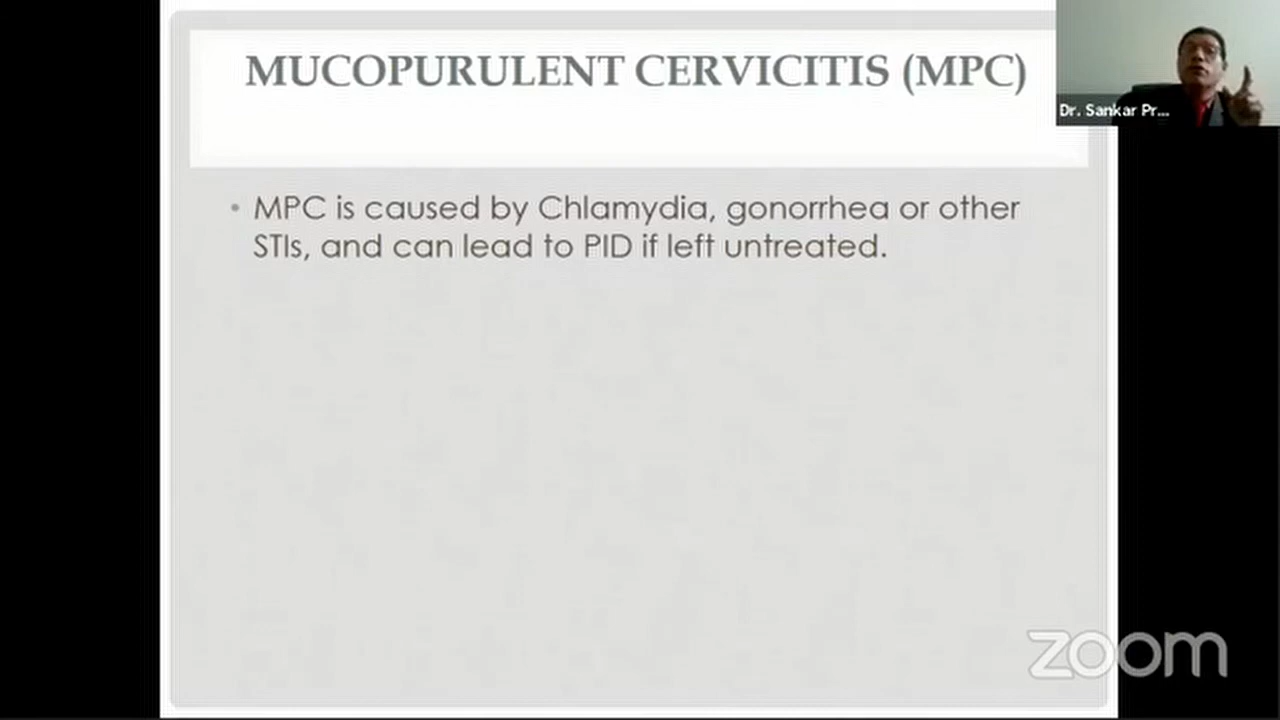 MUCOPURULENT CERVICITIS (MPC)
Dr. Sankar Pr...
• MPC is caused by Chlamydia, gonorrhea or other
STIs, and can lead to PID if left untreated.
zoom